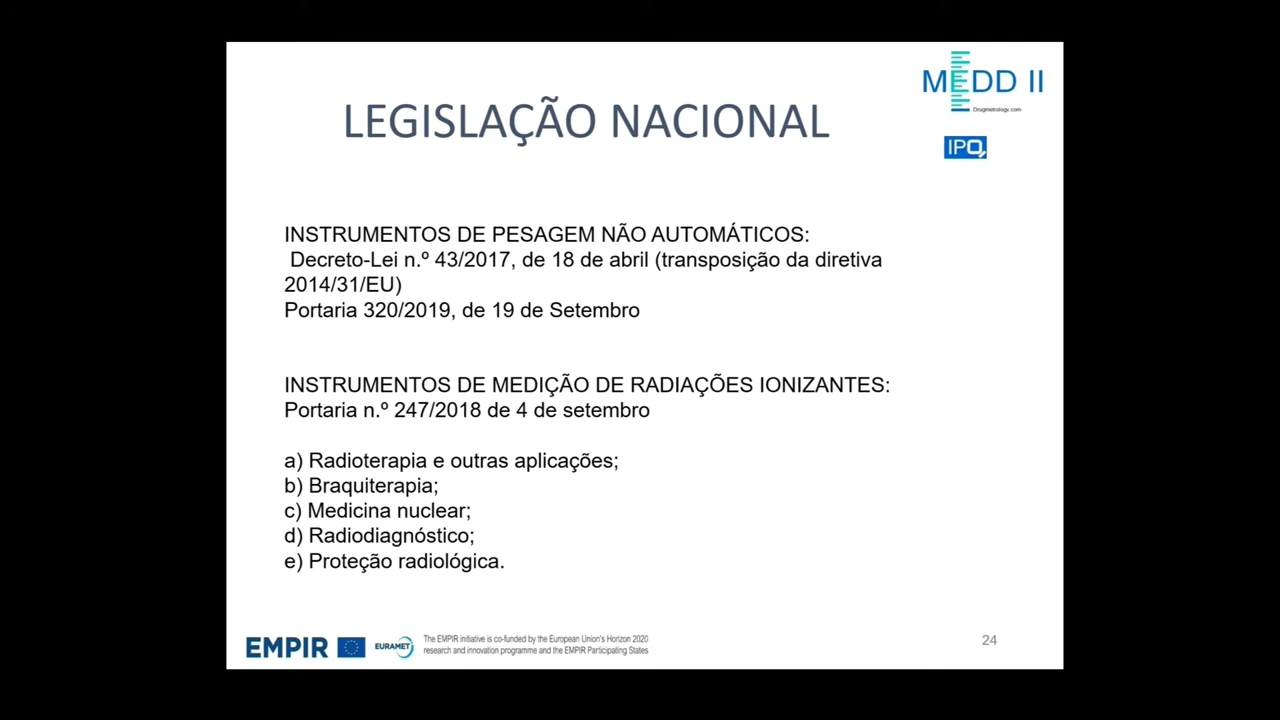 MEDD II
Drugmetrology.com
IPQ
LEGISLAÇÃO NACIONAL
INSTRUMENTOS DE PESAGEM NÃO AUTOMÁTICOS:
Decreto-Lei n.º 43/2017, de 18 de abril (transposição da diretiva
2014/31/EU)
Portaria 320/2019, de 19 de Setembro
INSTRUMENTOS DE MEDIÇÃO DE RADIAÇÕES IONIZANTES:
Portaria n.º 247/2018 de 4 de setembro
a) Radioterapia e outras aplicações;
b) Braquiterapia;
c) Medicina nuclear;
d) Radiodiagnóstico;
e) Proteção radiológica.
EMPIR
EURAMET
The EMPIR initiative is co-funded by the European Union's Horizon 2020
research and innovation programme and the EMPIR Participating States
24